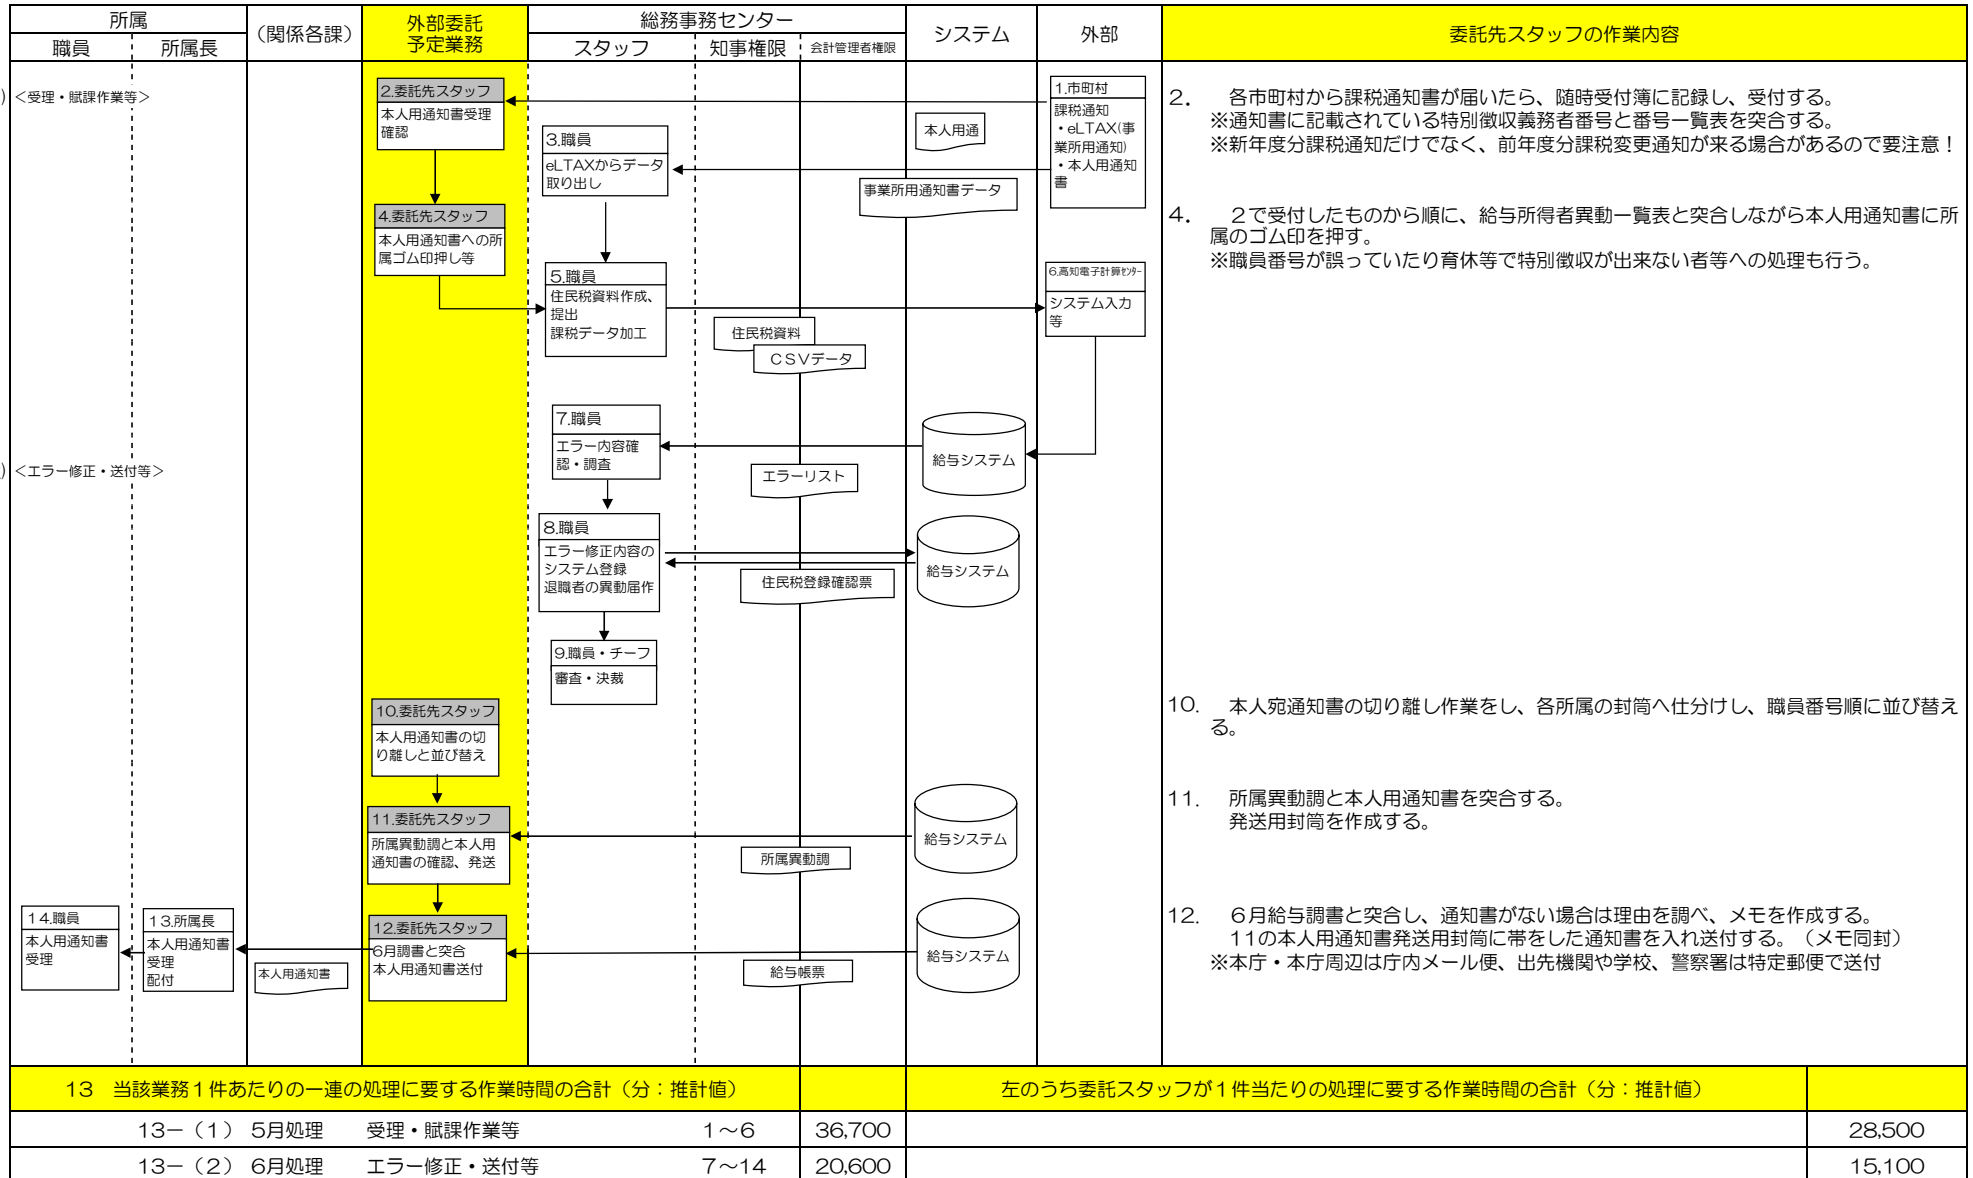 所属
職員
所属長
（関係各課）
外部委託
予定業務
総務事務センター
スタッフ
知事権限
会計管理者権限
システム
外部
委託先スタッフの作業内容
) ＜受理・賦課作業等＞
1.市町村
課税通知
・eLTAX(事
業所用通知)
・本人用通知
書
2.委託先スタッフ
本人用通知書受理
確認
本人用通
3.職員
eLTAXからデータ
取り出し
事業所用通知書データ
4.委託先スタッフ
本人用通知書への所
属ゴム印押し等
5.職員
住民税資料作成、
提出
課税データ加工
住民税資料
ＣＳＶデータ
6.高知電子計算ｾﾝﾀｰ
システム入力
等
) ＜エラー修正・送付等＞
7.職員
エラー内容確
認・調査
エラーリスト
給与システム
8.職員
エラー修正内容の
システム登録
退職者の異動届作
住民税登録確認票
給与システム
9.職員・チーフ
審査・決裁
10.委託先スタッフ
本人用通知書の切
り離しと並び替え
11.委託先スタッフ
所属異動調と本人用
通知書の確認、発送
所属異動調
給与システム
12.委託先スタッフ
6月調書と突合
本人用通知書送付
給与帳票
給与システム
本人用通知書
13.所属長
本人用通知書
受理
配付
14.職員
本人用通知書
受理
２． 各市町村から課税通知書が届いたら、随時受付簿に記録し、受付する。
※通知書に記載されている特別徴収義務者番号と番号一覧表を突合する。
※新年度分課税通知だけでなく、前年度分課税変更通知が来る場合があるので要注意！
４． ２で受付したものから順に、給与所得者異動一覧表と突合しながら本人用通知書に所
属のゴム印を押す。
※職員番号が誤っていたり育休等で特別徴収が出来ない者等への処理も行う。
10. 本人宛通知書の切り離し作業をし、各所属の封筒へ仕分けし、職員番号順に並び替え
る。
11. 所属異動調と本人用通知書を突合する。
発送用封筒を作成する。
12. ６月給与調書と突合し、通知書がない場合は理由を調べ、メモを作成する。
11の本人用通知書発送用封筒に帯をした通知書を入れ送付する。（メモ同封）
※本庁・本庁周辺は庁内メール便、出先機関や学校、警察署は特定郵便で送付
13 当該業務１件あたりの一連の処理に要する作業時間の合計（分：推計値）
左のうち委託スタッフが１件当たりの処理に要する作業時間の合計（分：推計値）
13－（1） 5月処理 受理・賦課作業等 1～6 36,700 28,500
13－（2） 6月処理 エラー修正・送付等 7～14 20,600 15,100